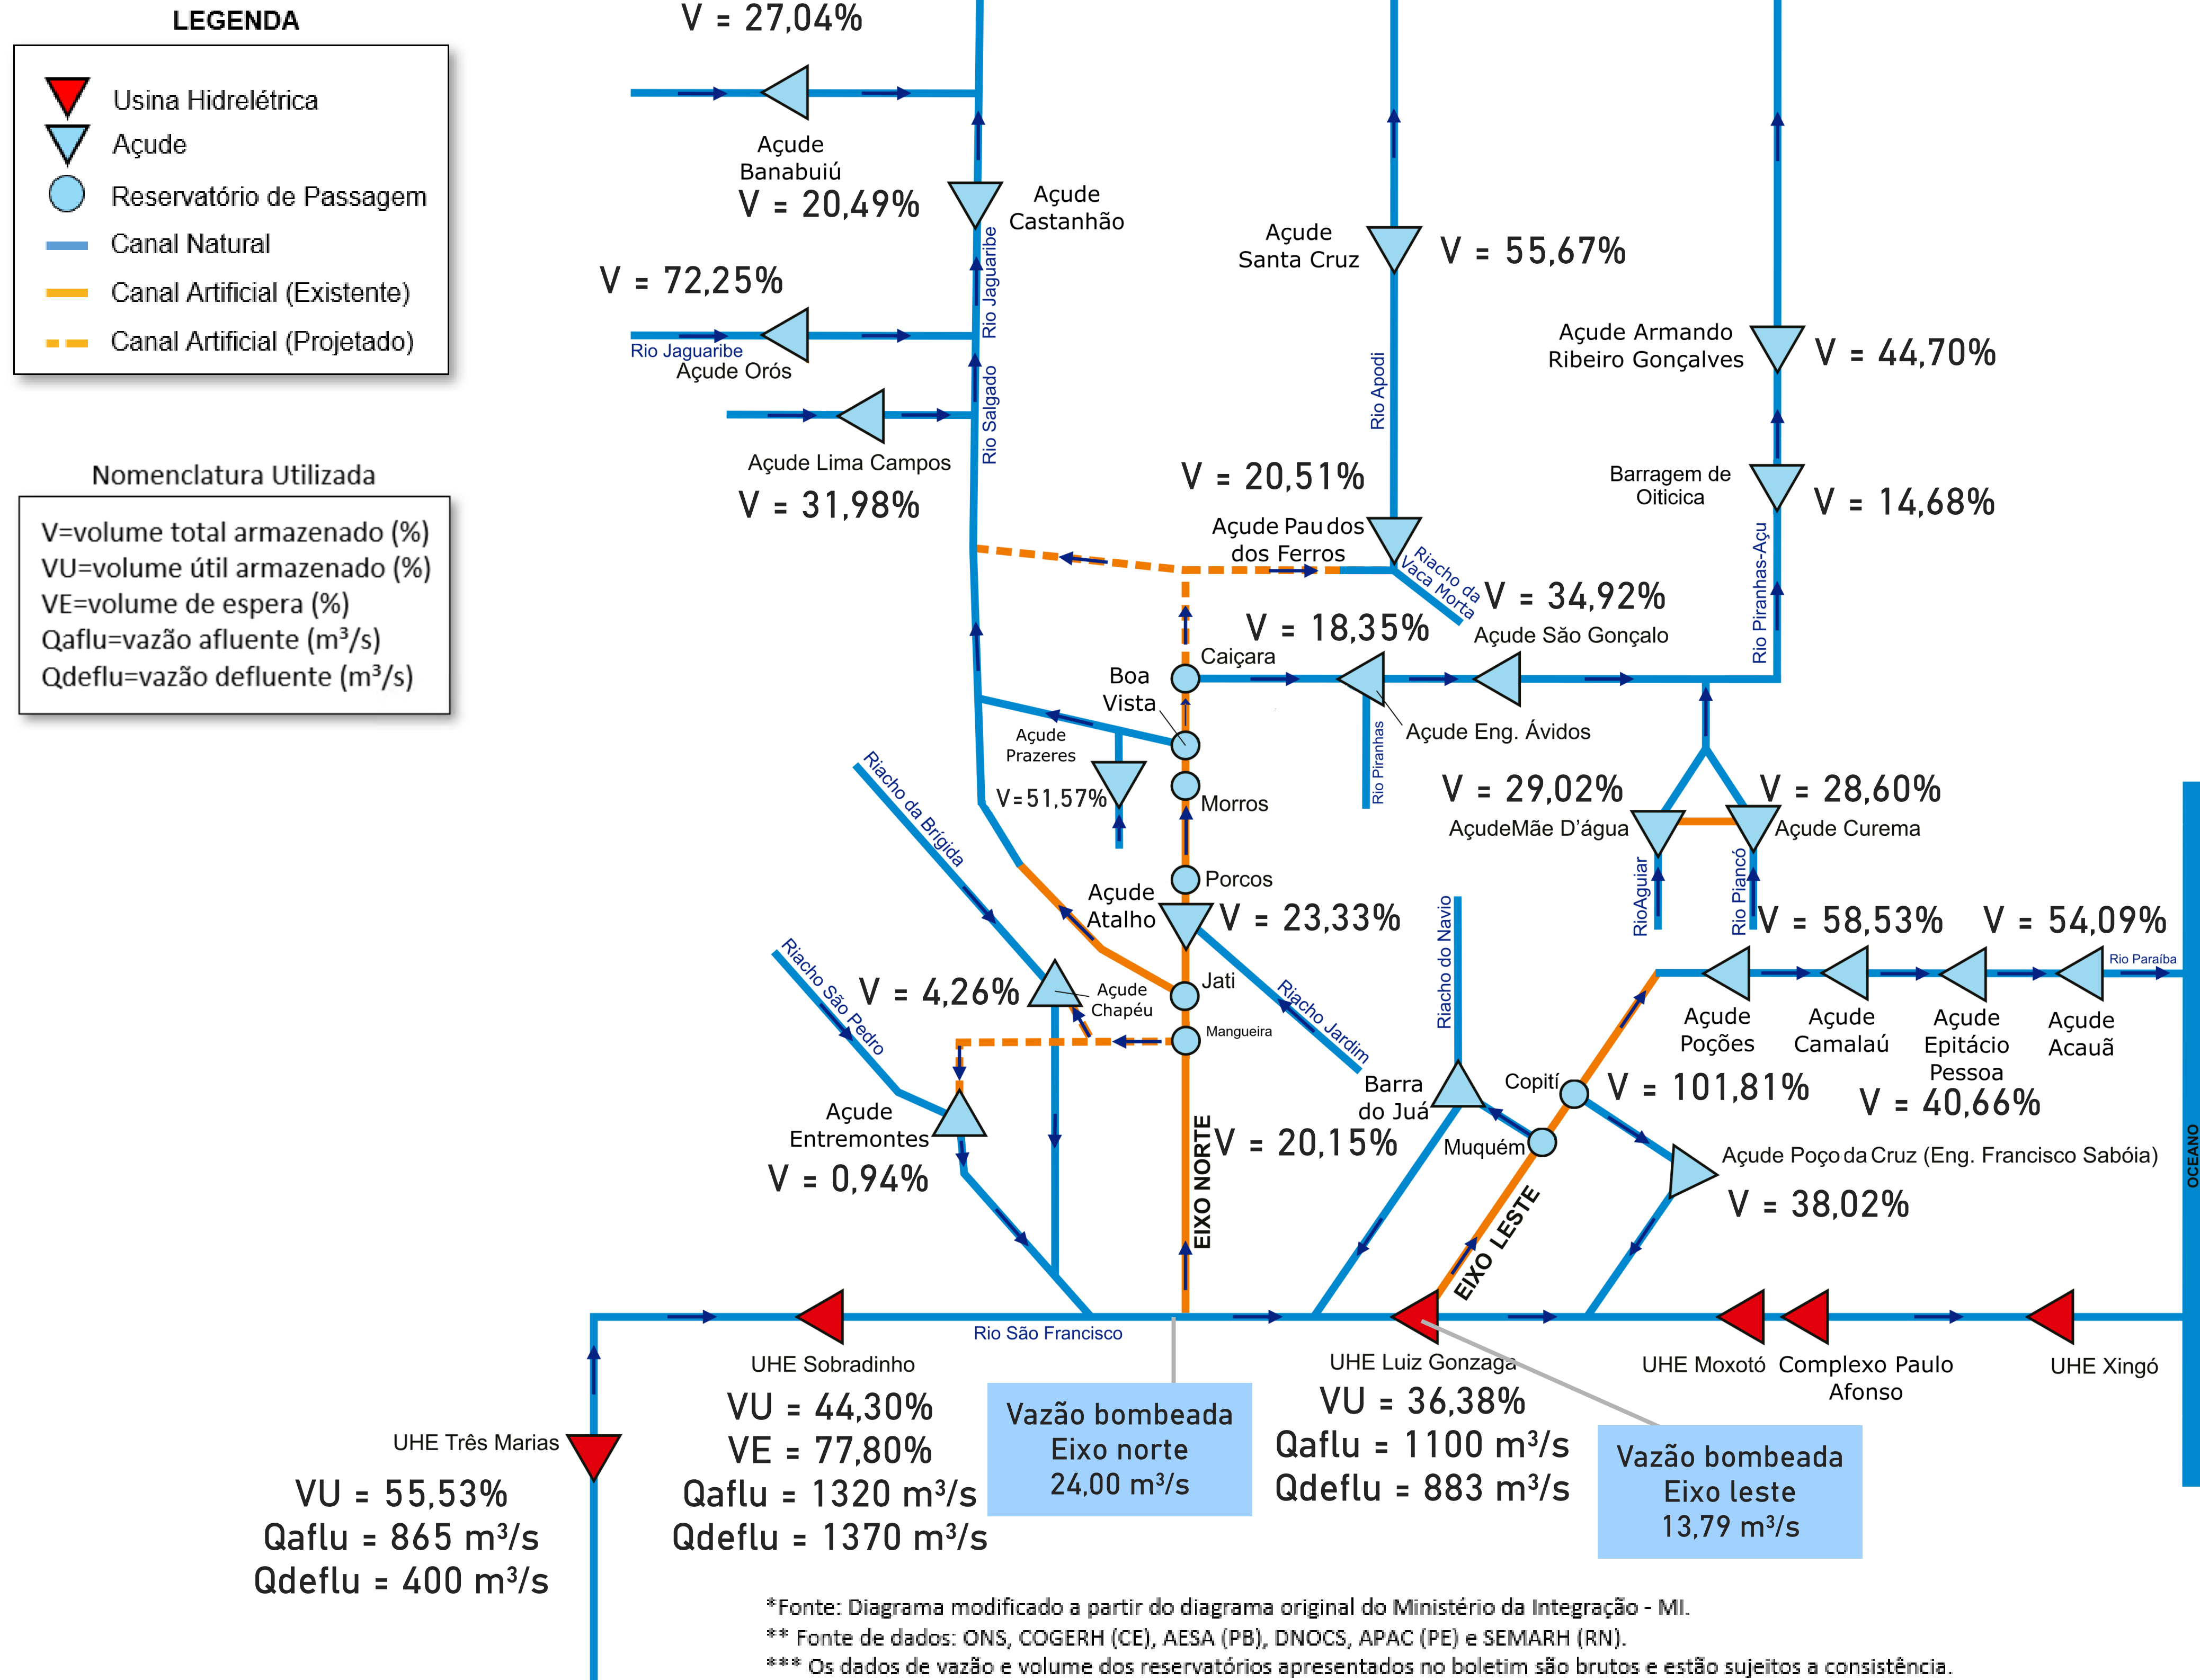 LEGENDA
Usina Hidrelétrica
Açude
Reservatório de Passagem
Canal Natural
Canal Artificial (Existente)
Canal Artificial (Projetado)
Nomenclatura Utilizada
V=volume total armazenado (%)
VU=volume útil armazenado (%)
VE=volume de espera (%)
Qaflu=vazão afluente (m³/s)
Qdeflu=vazão defluente (m³/s)
V = 27,04%
Açude
Banabuiú
V = 20,49%
Açude
Castanhão
Rio Jaguaribe
V = 72,25%
Rio Jaguaribe
Açude Orós
Rio Salgado
Açude Lima Campos
V = 31,98%
Açude
Santa Cruz
V = 55,67%
Rio Apodi
V = 20,51%
Açude Pau dos
dos Ferros
Riacho da
Vaca Morta
Açude Armando
Ribeiro Gonçalves
V = 44,70%
Barragem de
Oiticica
V = 14,68%
Rio Piranhas-Açu
V = 34,92%
Açude São Gonçalo
V = 18,35%
Caiçara
Boa
Vista
Açude Eng. Ávidos
Rio Piranhas
Açude
Prazeres
V=51,57%
Morros
Porcos
Açude
Atalho
V = 23,33%
Jati
Mangueira
Riacho Jardim
Riacho da Brígida
Riacho São Pedro
V = 4,26%
Açude
Chapéu
Açude
Entremontes
V = 0,94%
EIXO NORTE
V = 29,02%
AçudeMãe D'água
V = 28,60%
Açude Curema
RioAguiar
Rio Piancó
V = 58,53%
V = 54,09%
Rio Paraíba
Açude
Poções
Açude
Camalaú
Açude
Epitácio
Pessoa
Açude
Acauã
V = 101,81%
V = 40,66%
Riacho do Navio
Barra
do Juá
V = 20,15%
Copití
Muquém
Açude Poço da Cruz (Eng. Francisco Sabóia)
V = 38,02%
EIXO LESTE
OCEANO
Rio São Francisco
UHE Sobradinho
VU = 44,30%
VE = 77,80%
Qaflu = 1320 m³/s
Qdeflu = 1370 m³/s
UHE Três Marias
VU = 55,53%
Qaflu = 865 m³/s
Qdeflu = 400 m³/s
Vazão bombeada
Eixo norte
24,00 m³/s
UHE Luiz Gonzaga
VU = 36,38%
Qaflu = 1100 m³/s
Qdeflu = 883 m³/s
Vazão bombeada
Eixo leste
13,79 m³/s
UHE Moxotó
Complexo Paulo
Afonso
UHE Xingó
*Fonte: Diagrama modificado a partir do diagrama original do Ministério da Integração - MI.
** Fonte de dados: ONS, COGERH (CE), AESA (PB), DNOCS, APAC (PE) e SEMARH (RN).
*** Os dados de vazão e volume dos reservatórios apresentados no boletim são brutos e estão sujeitos a consistência.